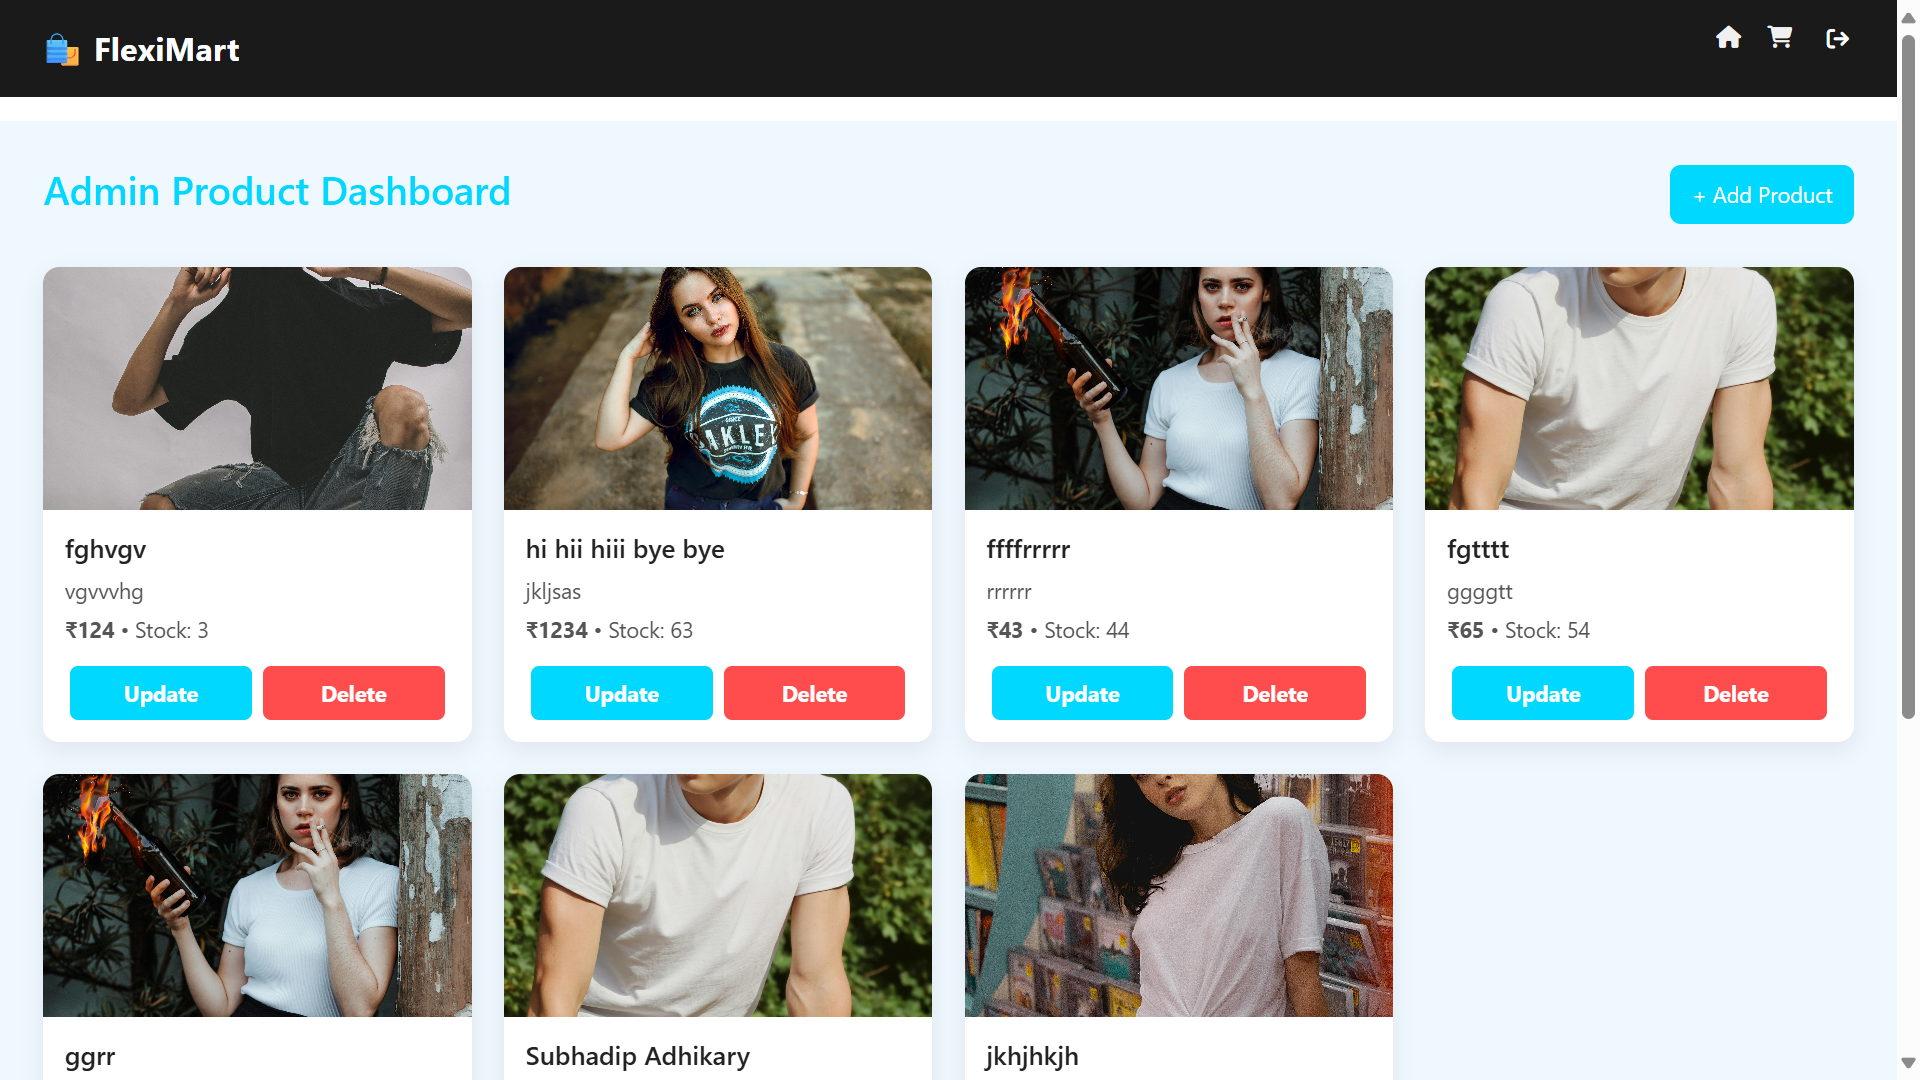 FlexiMart
Admin Product Dashboard
+ Add Product
fghvgv
vgvvvhg
₹124 • Stock: 3
Update Delete
hi hii hiii bye bye
jkljsas
₹1234 • Stock: 63
Update Delete
ffffrrrrr
rrrrrr
₹43 • Stock: 44
Update Delete
fgtttt
ggggtt
₹65 • Stock: 54
Update Delete
ggrr
Subhadip Adhikary
jkhjhkjh